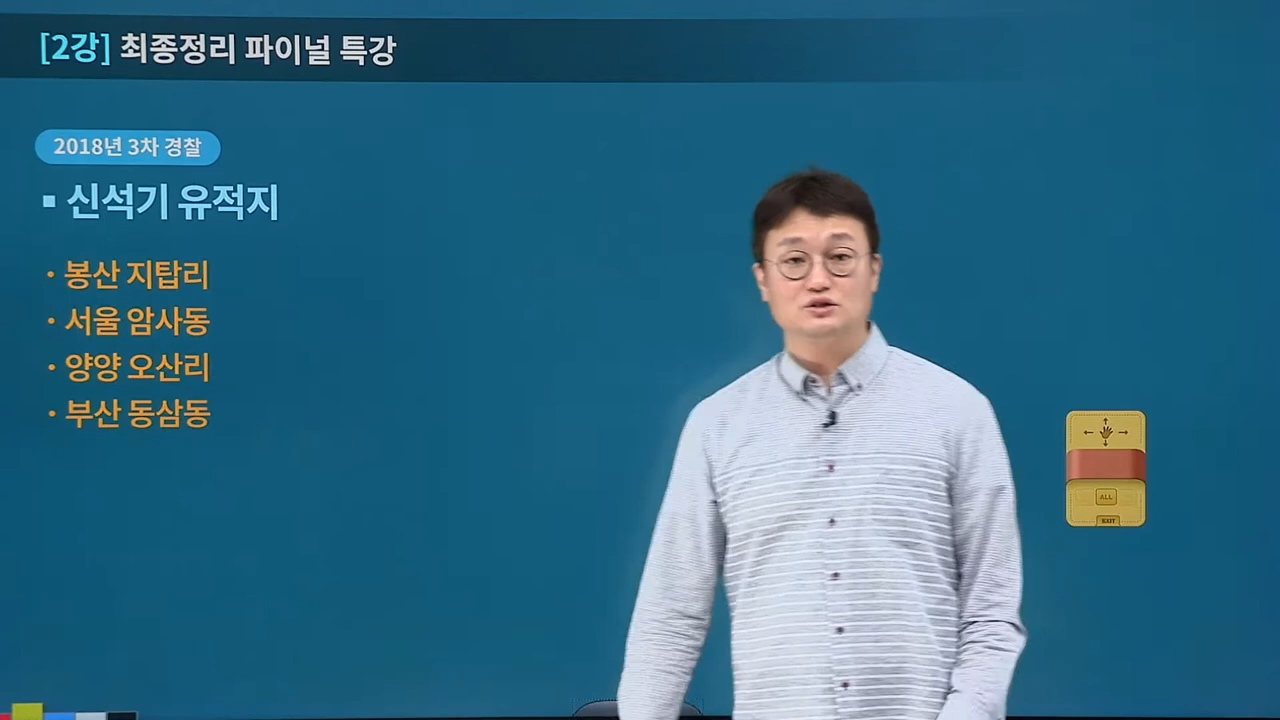 [2강] 최종정리 파이널 특강
2018년 3차 경찰
▪ 신석기 유적지
· 봉산 지탑리
· 서울 암사동
· 양양 오산리
· 부산 동삼동
ALL
EXIT